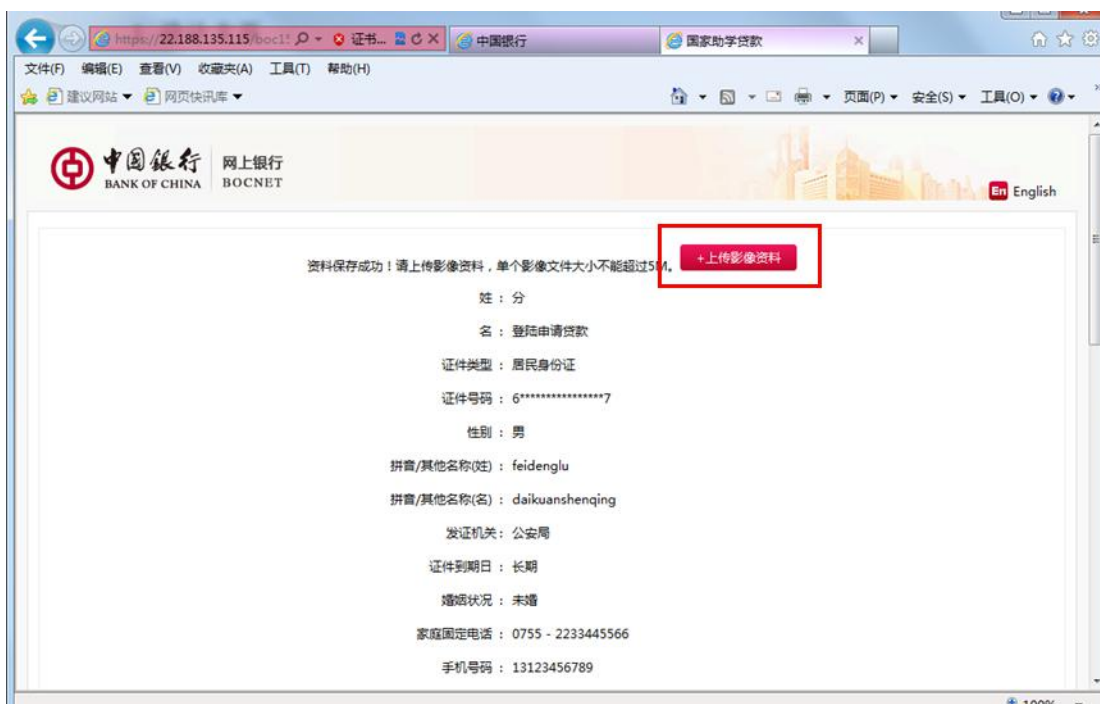 https://22.188.135.115/boc15
证书...
中国银行
国家助学贷款
文件(F) 编辑(E) 查看(V) 收藏夹(A) 工具(T) 帮助(H)
建议网站 网页快讯库
页面(P) 安全(S) 工具(O)
中国银行 网上银行
BANK OF CHINA BOCNET
En English
资料保存成功！请上传影像资料，单个影像文件大小不能超过5M。 +上传影像资料
姓： 分
名： 登陆申请贷款
证件类型： 居民身份证
证件号码： 6****************7
性别： 男
拼音/其他名称(姓)： feidenglu
拼音/其他名称(名)： daikuanshenqing
发证机关： 公安局
证件到期日： 长期
婚姻状况： 未婚
家庭固定电话： 0755 - 2233445566
手机号码： 13123456789
100%